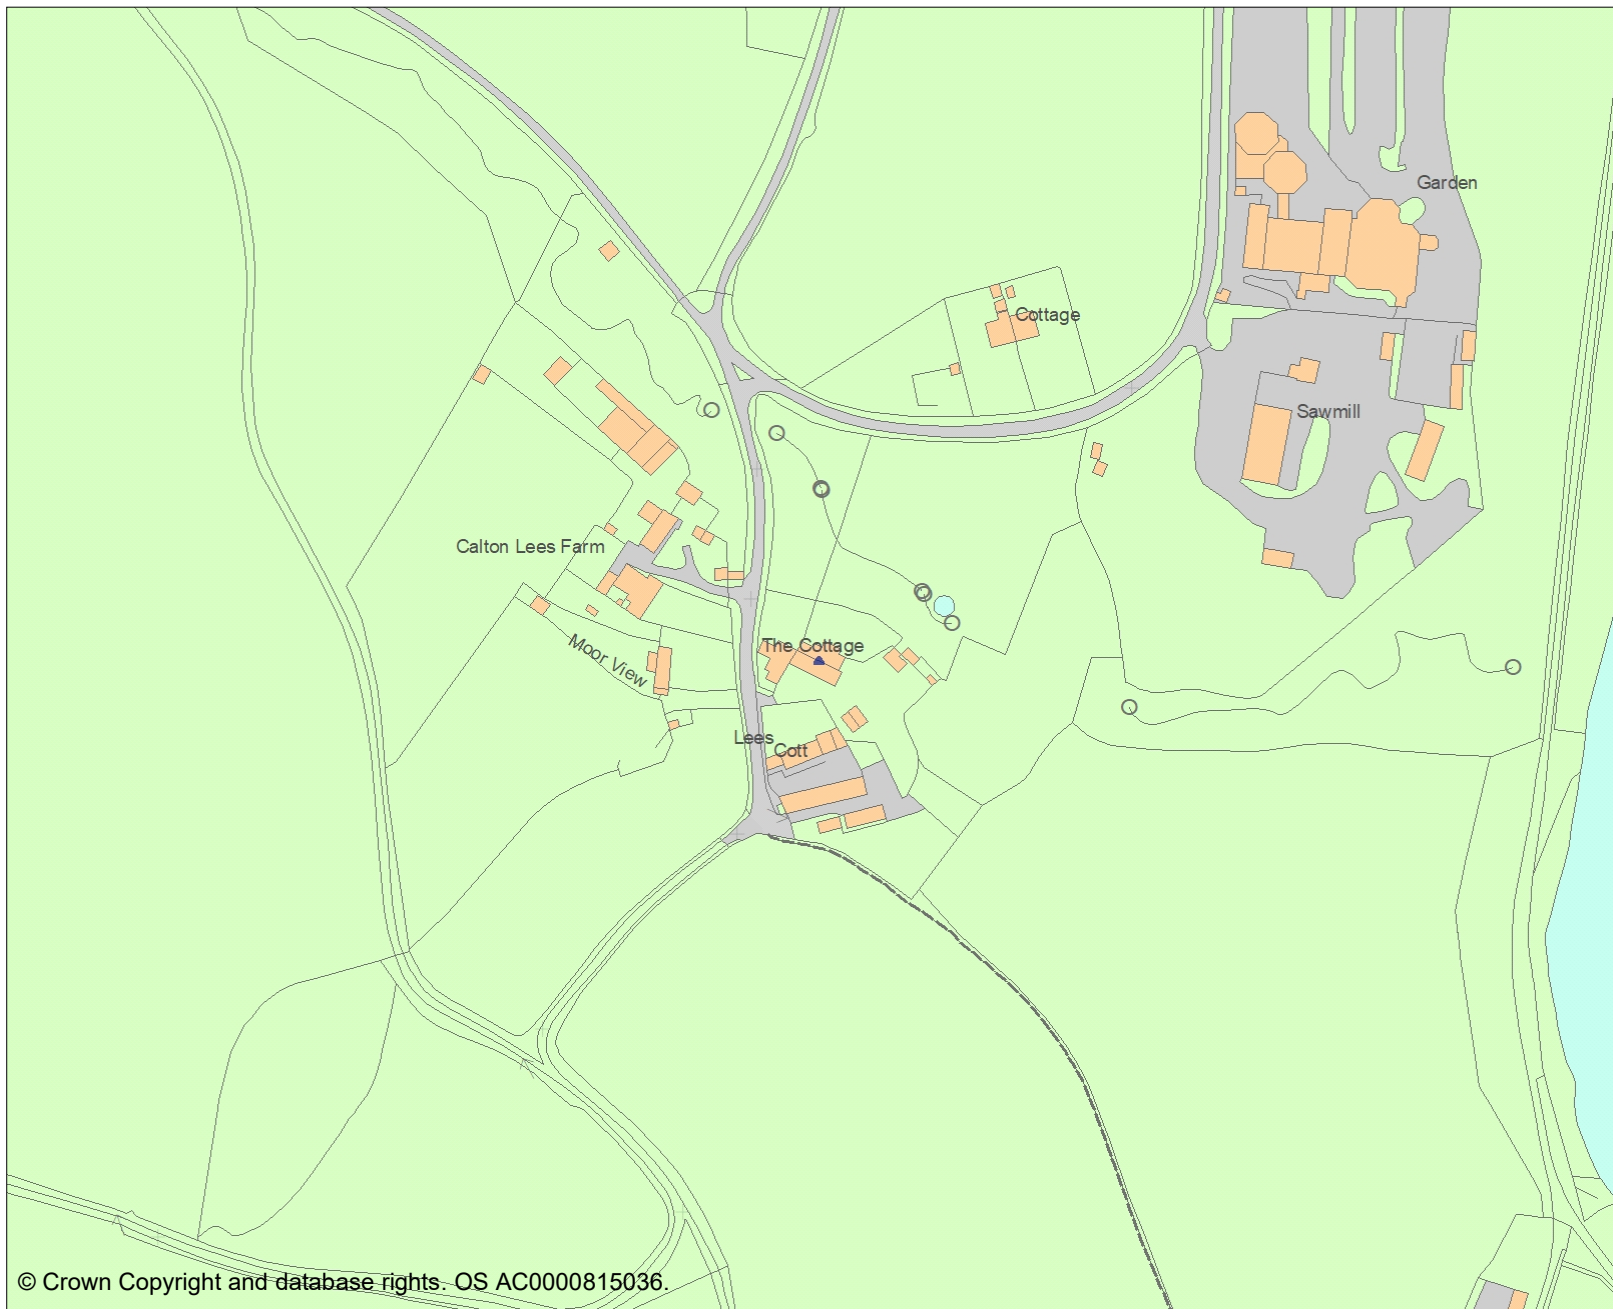 Garden
Cottage
Sawmill
Calton Lees Farm
Moor View
The Cottage
Lees
Cott
© Crown Copyright and database rights. OS AC0000815036.